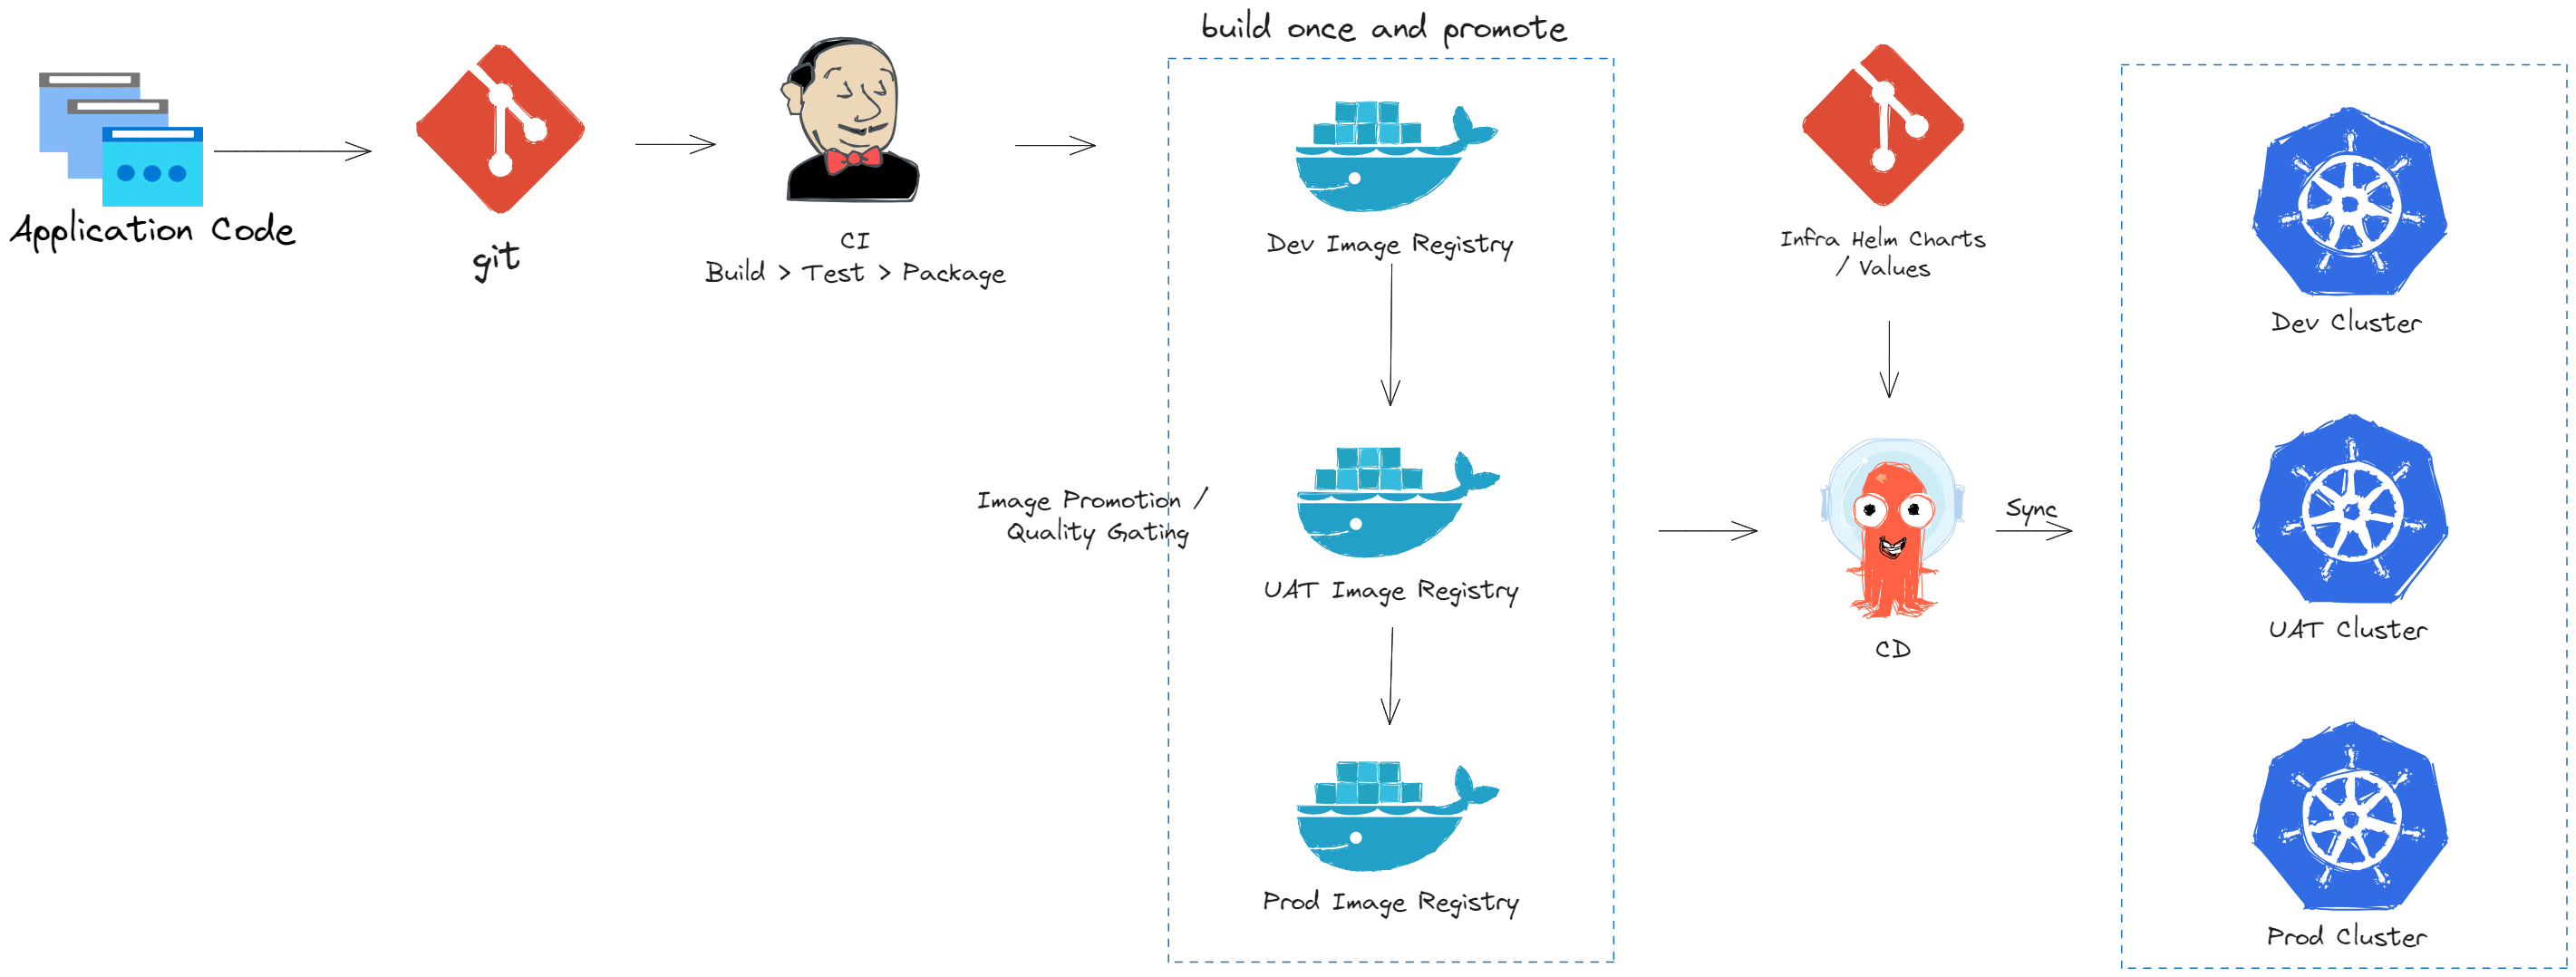 build once and promote
Application Code
git
CI
Build > Test > Package
Dev Image Registry
Infra Helm Charts
/ Values
Dev Cluster
Image Promotion /
Quality Gating
UAT Image Registry
Sync
CD
UAT Cluster
Prod Image Registry
Prod Cluster